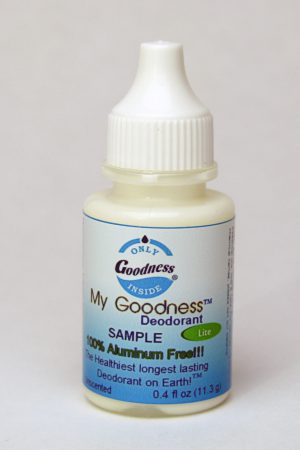 ONLY
Goodness®
INSIDE
My Goodness™
Deodorant
SAMPLE Lite
100% Aluminum Free!!!
The Healthiest longest lasting
Deodorant on Earth!™
unscented 0.4 fl oz (11.3 g)